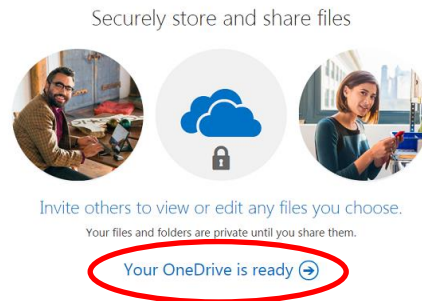 Securely store and share files
Invite others to view or edit any files you choose.
Your files and folders are private until you share them.
Your OneDrive is ready